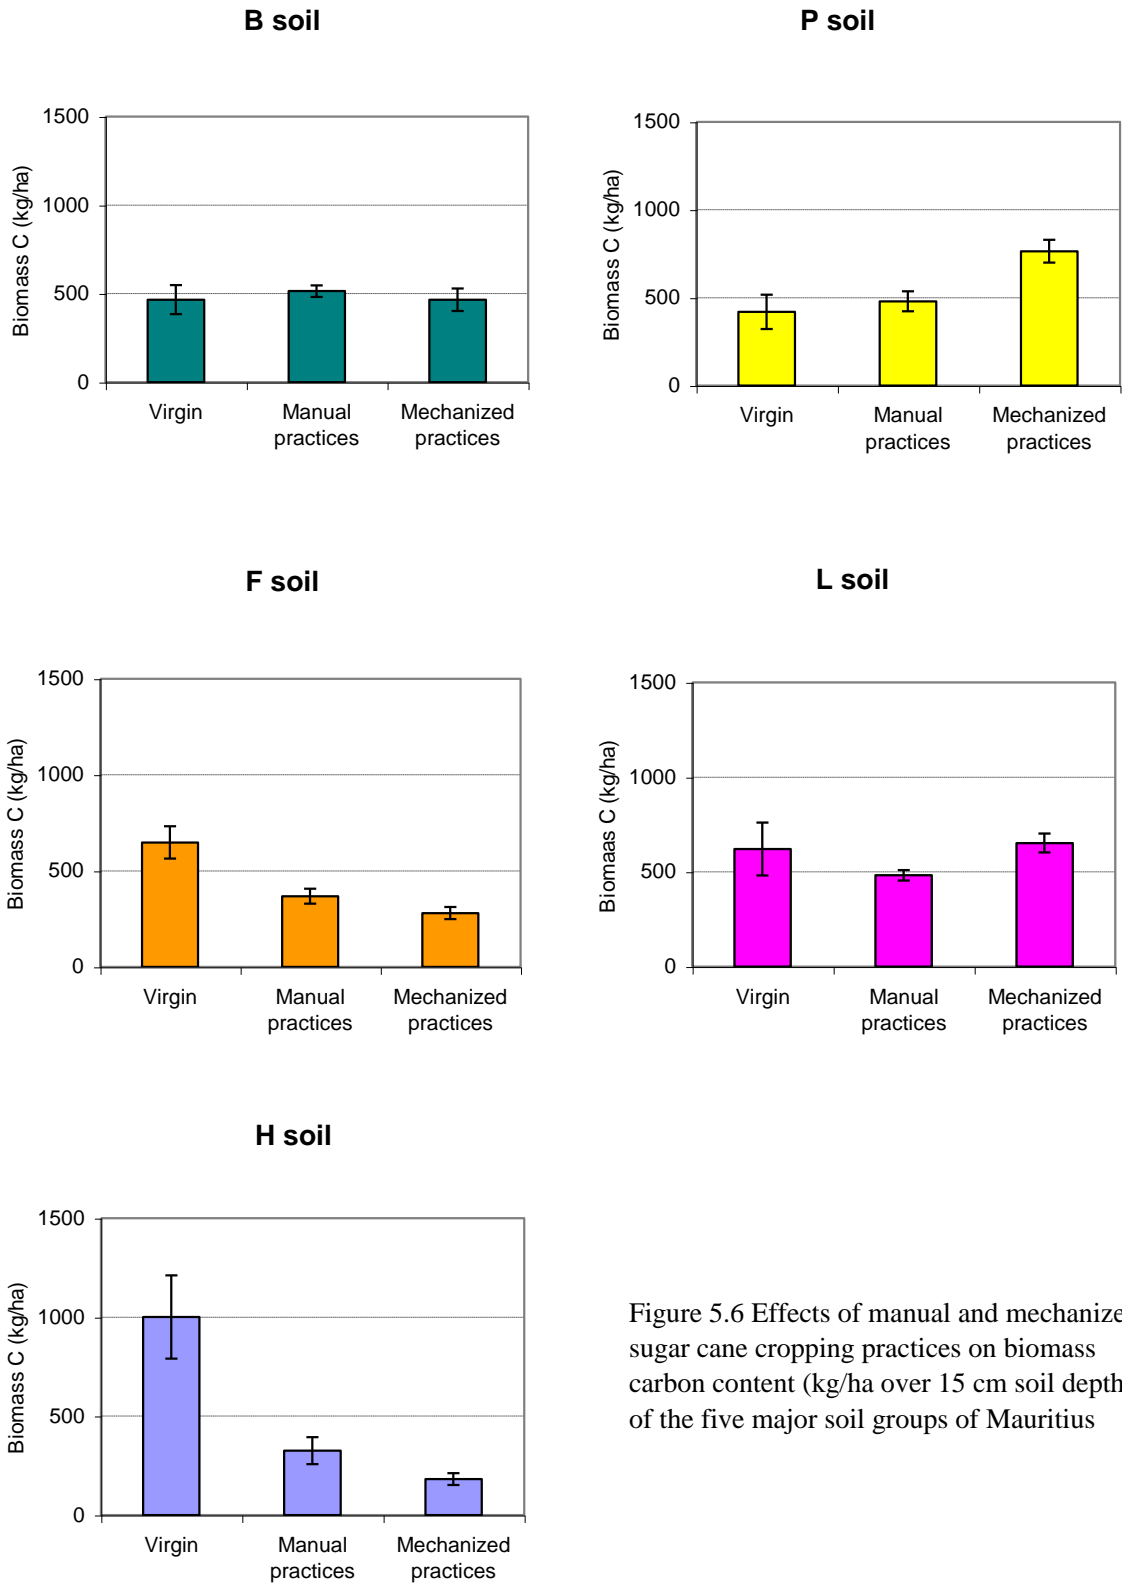 B soil
1500
1000
500
0
Biomass C (kg/ha)
Virgin
Manual
practices
Mechanized
practices
P soil
1500
1000
500
0
Biomass C (kg/ha)
Virgin
Manual
practices
Mechanized
practices
F soil
1500
1000
500
0
Biomass C (kg/ha)
Virgin
Manual
practices
Mechanized
practices
L soil
1500
1000
500
0
Biomaas C (kg/ha)
Virgin
Manual
practices
Mechanized
practices
H soil
1500
1000
500
0
Biomass C (kg/ha)
Virgin
Manual
practices
Mechanized
practices
Figure 5.6 Effects of manual and mechanize
sugar cane cropping practices on biomass
carbon content (kg/ha over 15 cm soil depth
of the five major soil groups of Mauritius